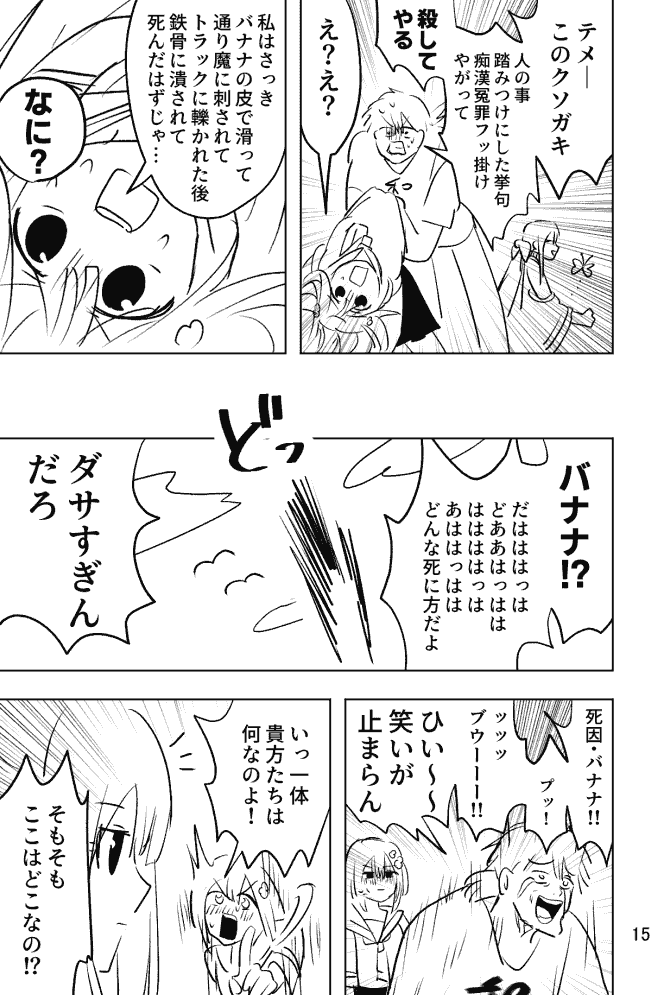 テメー
このクソガキ
人の事
踏みつけにした挙句
痴漢冤罪フッ掛け
やがって
殺して
やる
え?え?
私はさっき
バナナの皮で滑って
通り魔に刺されて
トラックに轢かれた後
鉄骨に潰されて
死んだはずじゃ…
なに?
バナナ!?
だはははっは
どああはっはは
はははははっは
あははっはは
どんな死に方だよ
どっ
ダサすぎん
だろ
死因・バナナ!!
プッ!
ッッッ
ブウーーー!!
ひい〜〜
笑いが
止まらん
いっ一体
貴方たちは
何なのよ!
そもそも
ここはどこなの!?
15